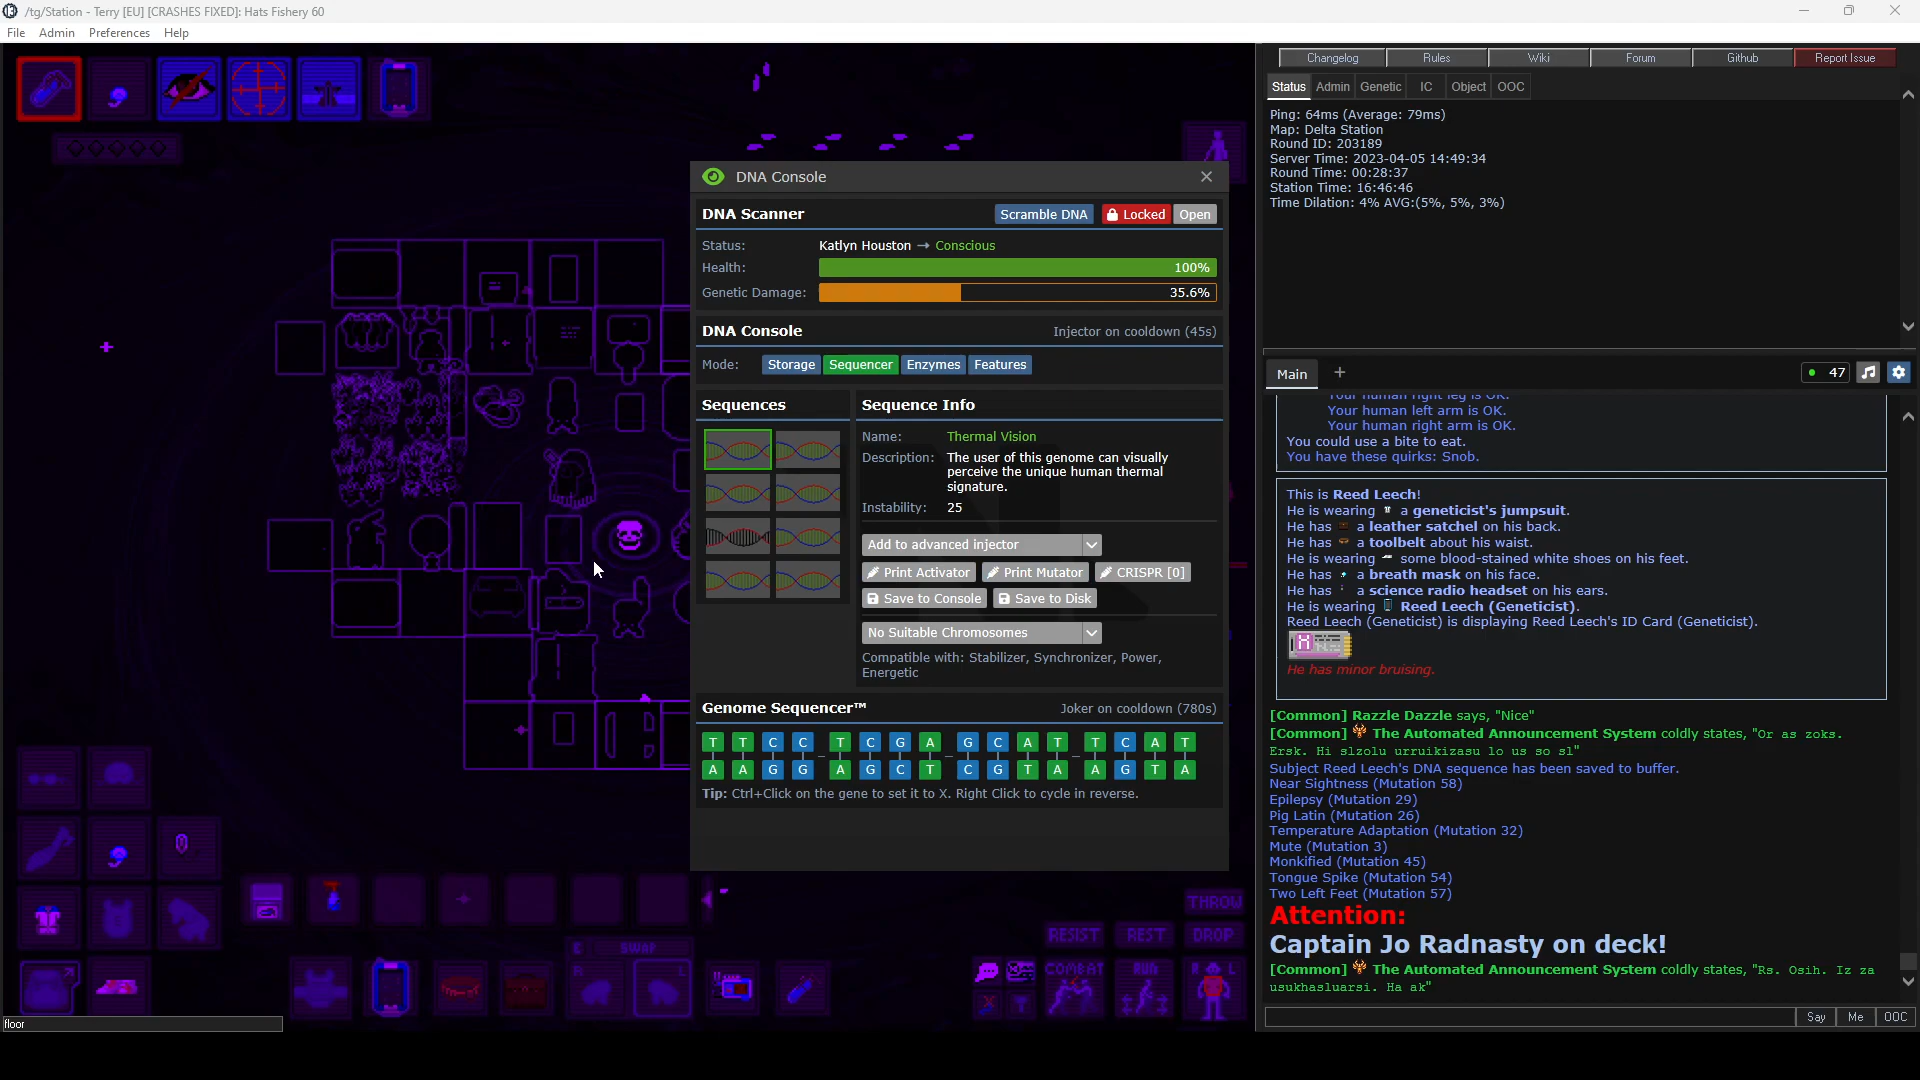 /tg/Station - Terry [EU] [CRASHES FIXED]: Hats Fishery 60
File Admin Preferences Help
Changelog Rules Wiki Forum Github Report Issue
Status Admin Genetic IC Object OOC
Ping: 64ms (Average: 79ms)
Map: Delta Station
Round ID: 203189
Server Time: 2023-04-05 14:49:34
Round Time: 00:28:37
Station Time: 16:46:46
Time Dilation: 4% AVG:(5%, 5%, 3%)
DNA Console
DNA Scanner Scramble DNA Locked Open
Status: Katlyn Houston → Conscious
Health: 100%
Genetic Damage: 35.6%
DNA Console Injector on cooldown (45s)
Mode: Storage Sequencer Enzymes Features
Sequences
Sequence Info
Name: Thermal Vision
Description: The user of this genome can visually
perceive the unique human thermal
signature.
Instability: 25
Add to advanced injector
Print Activator Print Mutator CRISPR [0]
Save to Console Save to Disk
No Suitable Chromosomes
Compatible with: Stabilizer, Synchronizer, Power,
Energetic
Genome Sequencer™ Joker on cooldown (780s)
T T C C T C G A G C A T T C A T
A A G G A G C T C G T A A G T A
Tip: Ctrl+Click on the gene to set it to X. Right Click to cycle in reverse.
THROW
RESIST REST DROP
E SWAP
R L
COMBAT RUN R L
floor
Main + 47
Your human right leg is OK.
Your human left arm is OK.
Your human right arm is OK.
You could use a bite to eat.
You have these quirks: Snob.
This is Reed Leech!
He is wearing a geneticist's jumpsuit.
He has a leather satchel on his back.
He has a toolbelt about his waist.
He is wearing some blood-stained white shoes on his feet.
He has a breath mask on his face.
He has a science radio headset on his ears.
He is wearing Reed Leech (Geneticist).
Reed Leech (Geneticist) is displaying Reed Leech's ID Card (Geneticist).
He has minor bruising.
[Common] Razzle Dazzle says, "Nice"
[Common] The Automated Announcement System coldly states, "Or as zoks.
Ersk. Hi slzolu urruikizasu lo us so sl"
Subject Reed Leech's DNA sequence has been saved to buffer.
Near Sightness (Mutation 58)
Epilepsy (Mutation 29)
Pig Latin (Mutation 26)
Temperature Adaptation (Mutation 32)
Mute (Mutation 3)
Monkified (Mutation 45)
Tongue Spike (Mutation 54)
Two Left Feet (Mutation 57)
Attention:
Captain Jo Radnasty on deck!
[Common] The Automated Announcement System coldly states, "Rs. Osih. Iz za
usukhasluarsi. Ha ak"
Say Me OOC